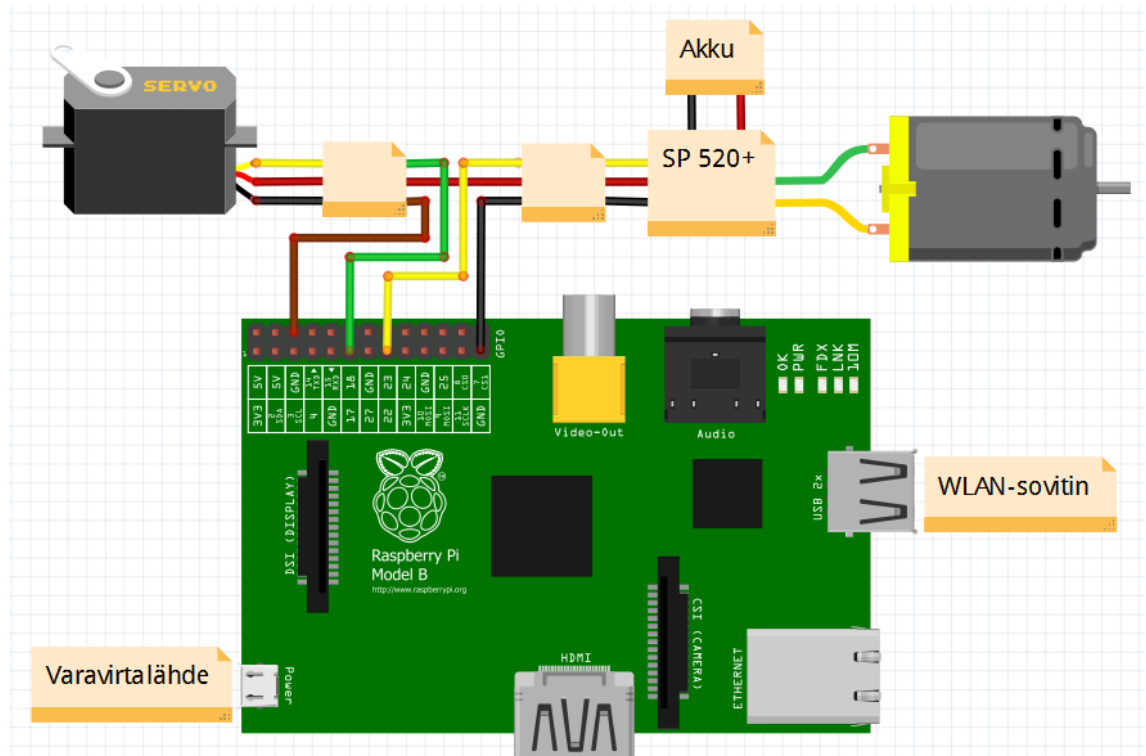 Akku
SERVO
SP 520+
GPIO
1
5V 5V GND 14 TXD 15 RXD 18 GND 23 24 GND 25 8 CS0 7 CS1
3V3 2 SDA 3 SCL 4 GND 17 27 22 3V3 10 MOSI 9 MOSI 11 SCLK GND
OK PWR FDX LNK 10M
Video-Out
Audio
USB 2x
WLAN-sovitin
DSI (DISPLAY)
Raspberry Pi
Model B
http://www.raspberrypi.org
CSI (CAMERA)
HDMI
ETHERNET
Varavirtalähde
Power